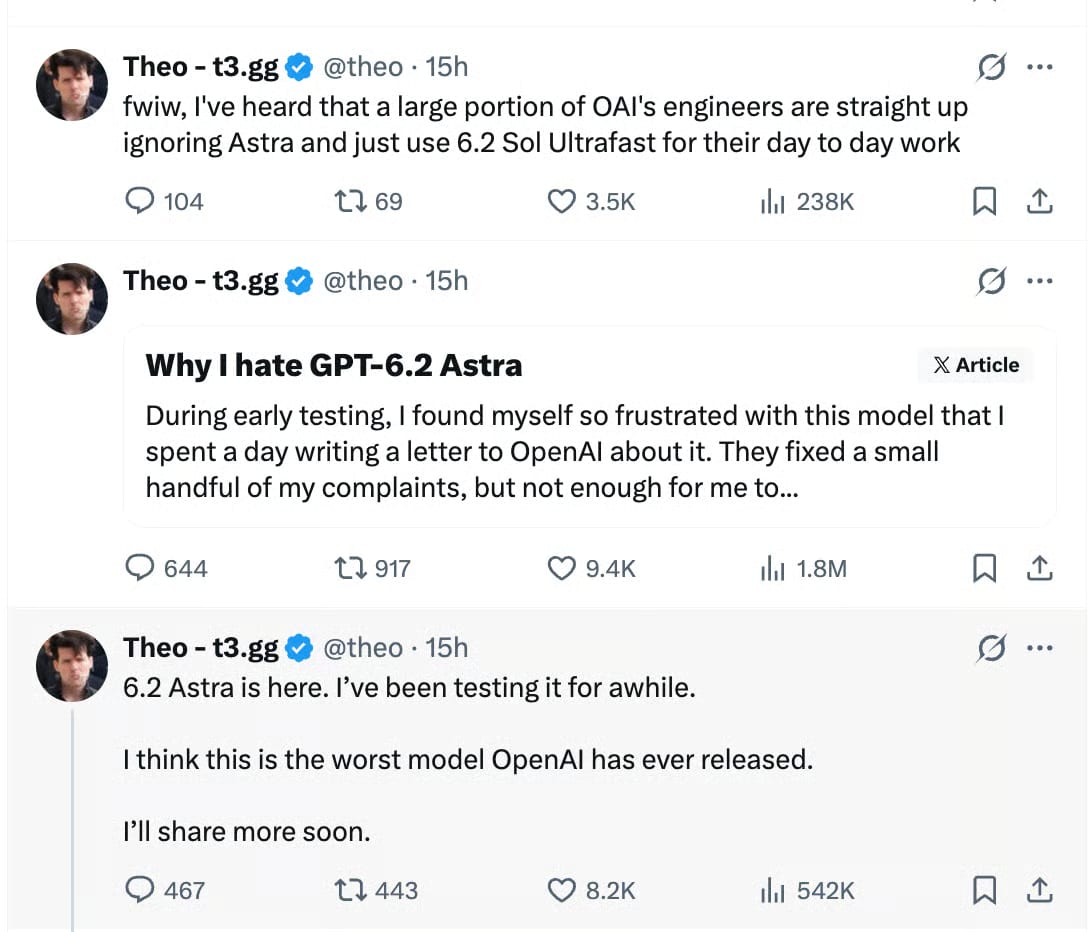 Theo - t3.gg @theo · 15h
fwiw, I've heard that a large portion of OAI's engineers are straight up
ignoring Astra and just use 6.2 Sol Ultrafast for their day to day work
104 69 3.5K 238K
Theo - t3.gg @theo · 15h
Why I hate GPT-6.2 Astra
X Article
During early testing, I found myself so frustrated with this model that I
spent a day writing a letter to OpenAI about it. They fixed a small
handful of my complaints, but not enough for me to...
644 917 9.4K 1.8M
Theo - t3.gg @theo · 15h
6.2 Astra is here. I’ve been testing it for awhile.
I think this is the worst model OpenAI has ever released.
I’ll share more soon.
467 443 8.2K 542K